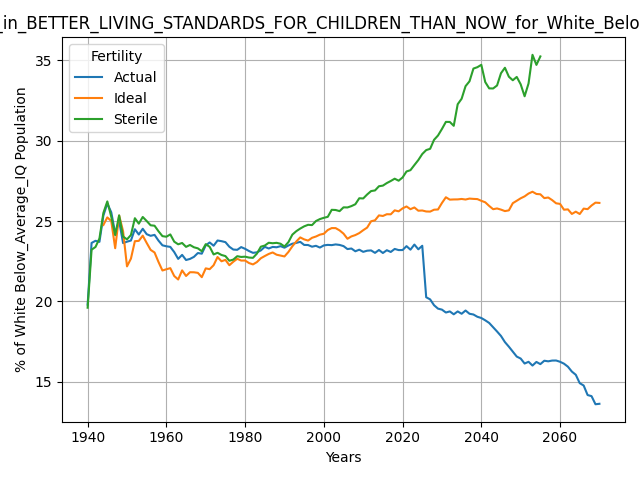 _in_BETTER_LIVING_STANDARDS_FOR_CHILDREN_THAN_NOW_for_White_Belo
Fertility
Actual
Ideal
Sterile
% of White Below_Average_IQ Population
35
30
25
20
15
1940
1960
1980
2000
2020
2040
2060
Years